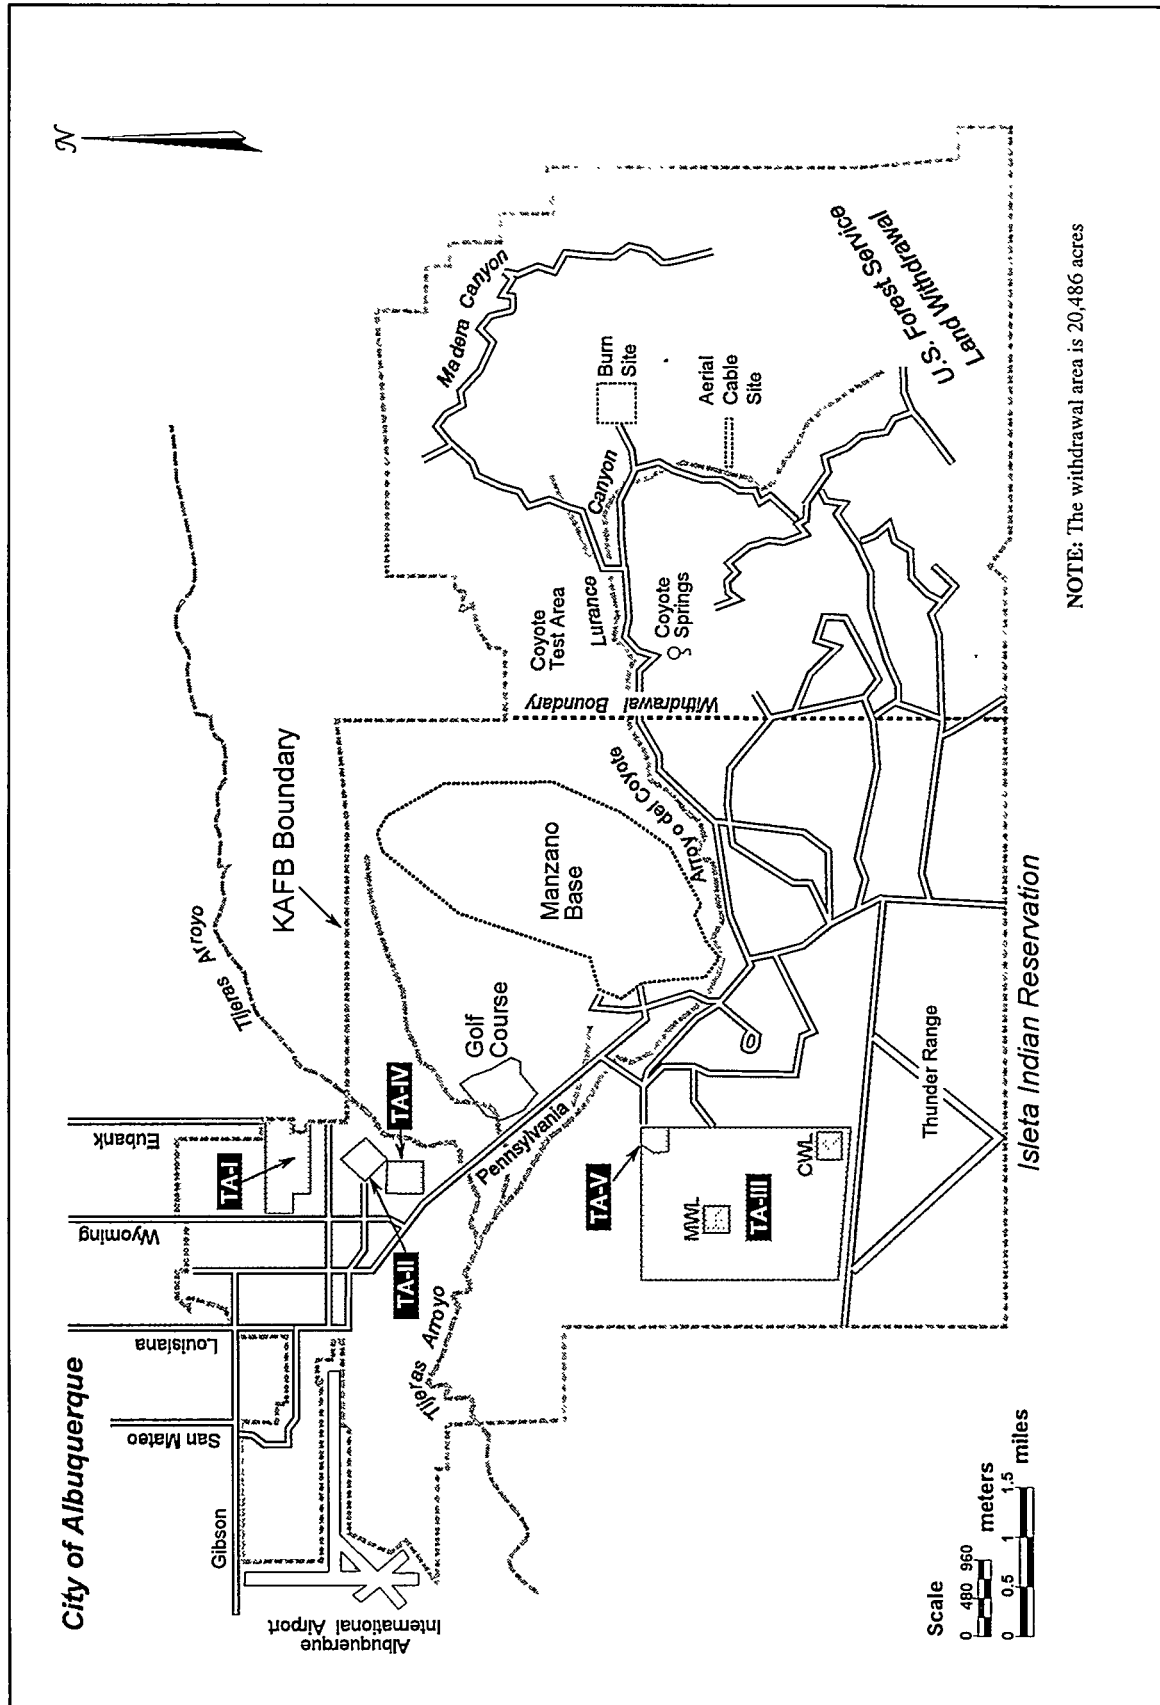 City of Albuquerque
N
Gibson
San Mateo
Louisiana
Wyoming
Eubank
Albuquerque
International Airport
TA-I
TA-II
TA-IV
Tijeras Arroyo
KAFB Boundary
Tijeras Arroyo
Pennsylvania
Golf
Course
Manzano
Base
Madera Canyon
Coyote
Test Area
Lurance
Canyon
Burn
Site
Withdrawal Boundary
Coyote
Springs
Aerial
Cable
Site
Arroyo del Coyote
U.S. Forest Service
Land Withdrawal
TA-V
MWL
TA-III
CWL
Thunder Range
Isleta Indian Reservation
Scale
0 480 960 meters
0 0.5 1 1.5 miles
NOTE: The withdrawal area is 20,486 acres